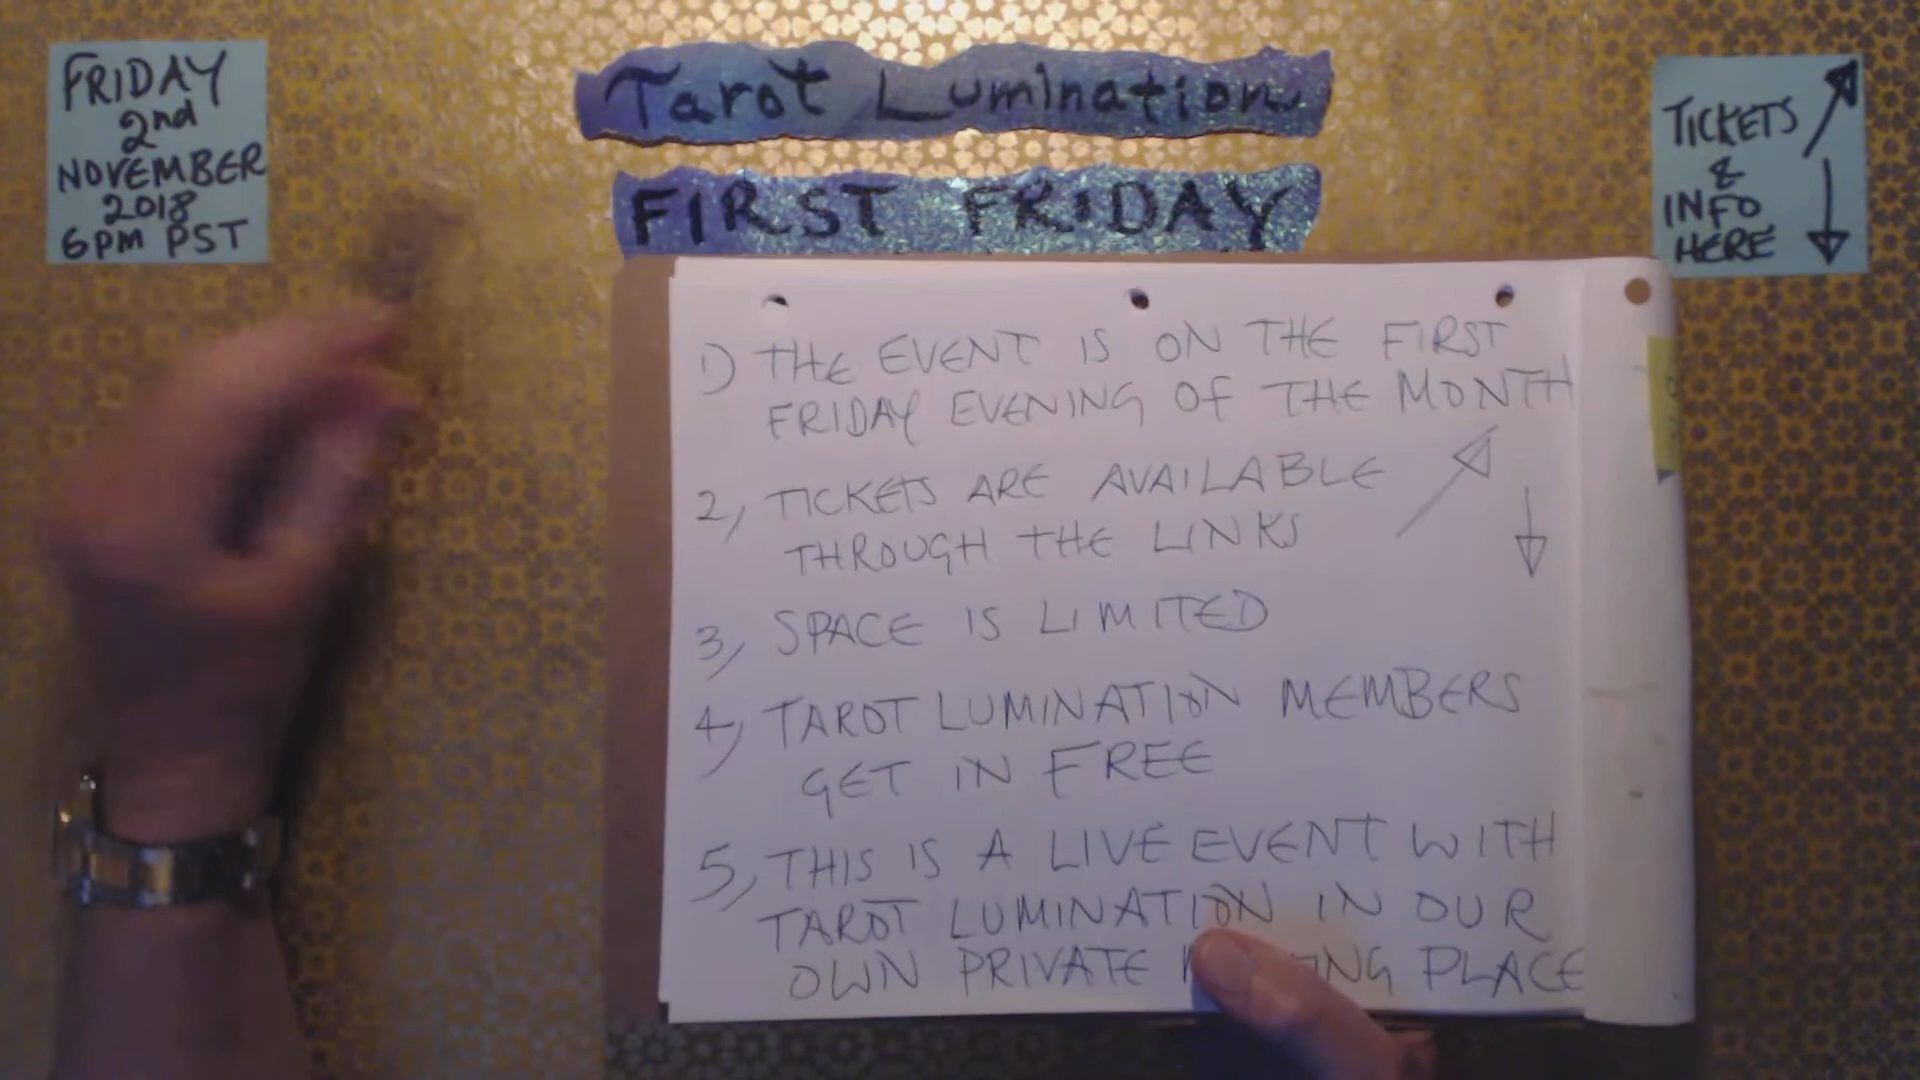 FRIDAY
2nd
NOVEMBER
2018
6PM PST
Tarot Lumination
FIRST FRIDAY
TICKETS
&
INFO
HERE
1) THE EVENT IS ON THE FIRST
FRIDAY EVENING OF THE MONTH
2, TICKETS ARE AVAILABLE
THROUGH THE LINKS
3, SPACE IS LIMITED
4, TAROT LUMINATION MEMBERS
GET IN FREE
5, THIS IS A LIVE EVENT WITH
TAROT LUMINATION IN OUR
OWN PRIVATE PLACE